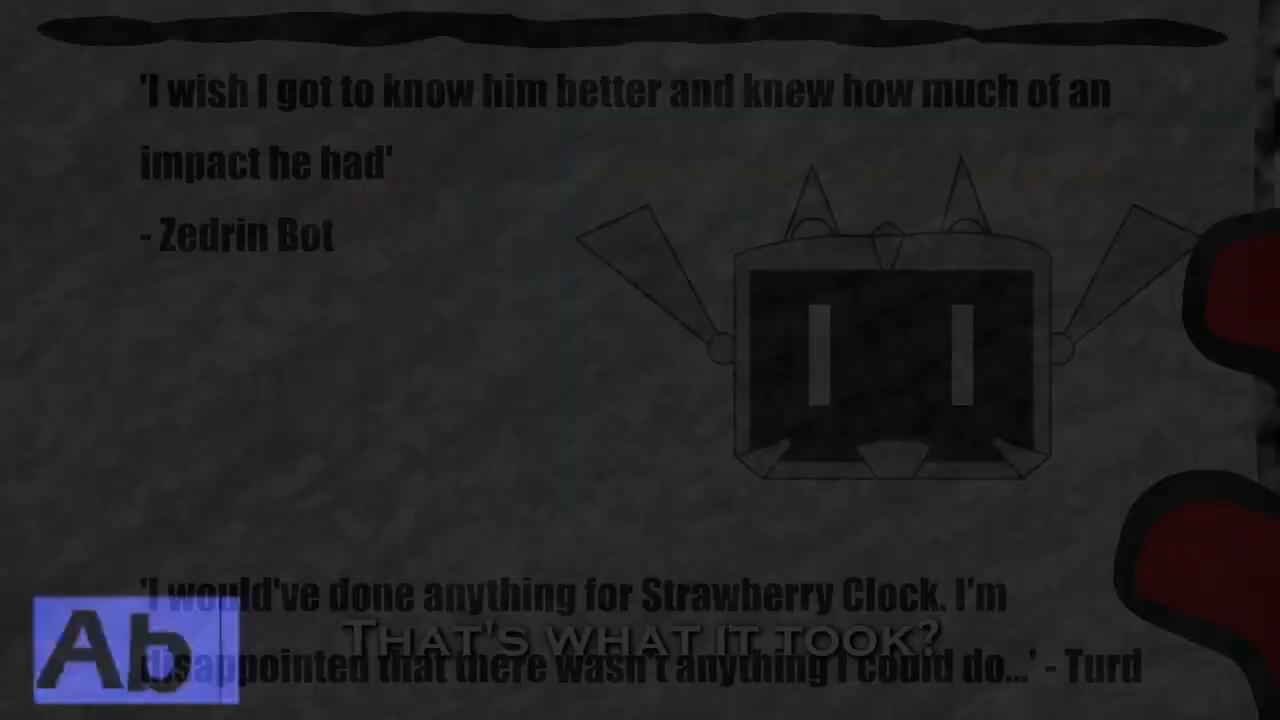 'I wish I got to know him better and knew how much of an
impact he had'
- Zedrin Bot
'I would've done anything for Strawberry Clock. I'm
disappointed that there wasn't anything I could do...' - Turd
THAT'S WHAT IT TOOK?
Ab